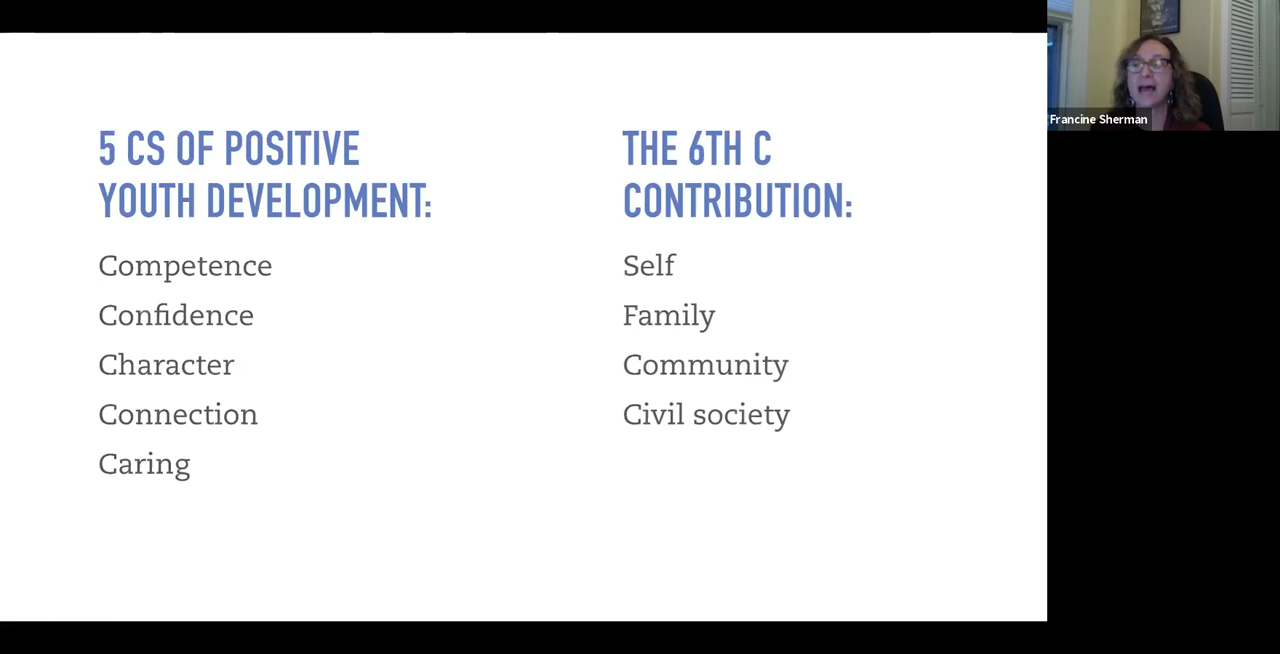 5 CS OF POSITIVE
YOUTH DEVELOPMENT:
Competence
Confidence
Character
Connection
Caring
THE 6TH C
CONTRIBUTION:
Self
Family
Community
Civil society
Francine Sherman